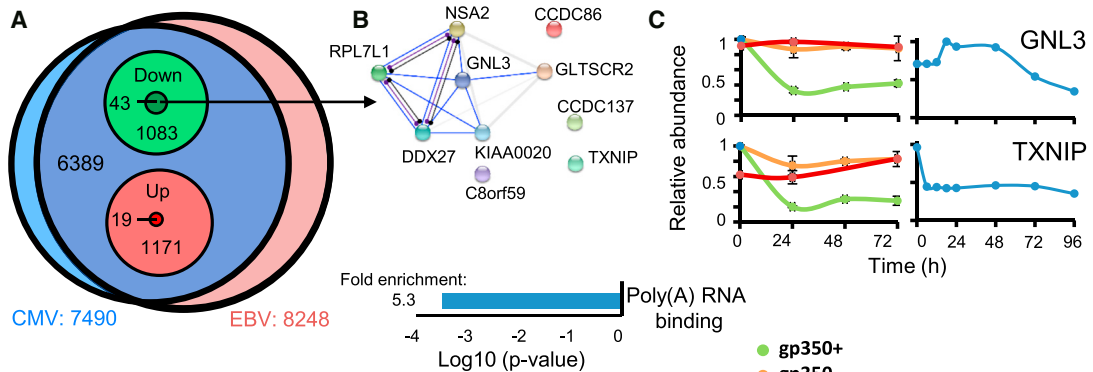 A
Down
43
1083
6389
Up
19
1171
CMV: 7490
EBV: 8248
B
NSA2
CCDC86
RPL7L1
GNL3
GLTSCR2
CCDC137
DDX27
KIAA0020
TXNIP
C8orf59
Fold enrichment:
5.3
Poly(A) RNA
binding
-4 -3 -2 -1 0
Log10 (p-value)
C
Relative abundance
1
0.5
0
GNL3
1
0.5
0
TXNIP
0 24 48 72
0 24 48 72 96
Time (h)
gp350+
gp350-